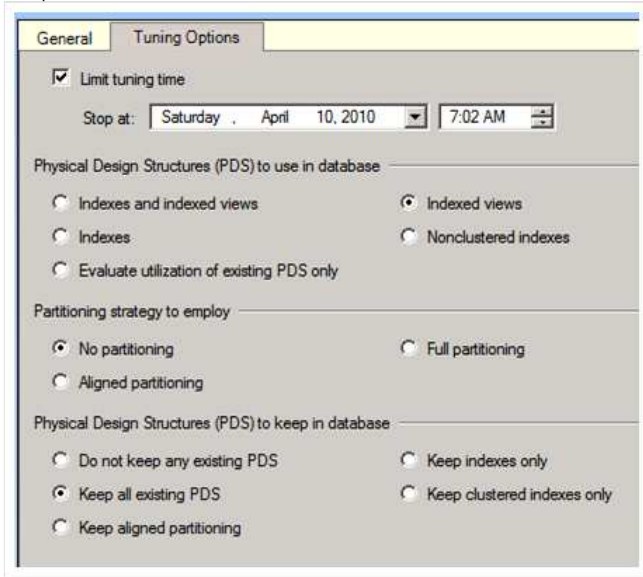 General Tuning Options
Limit tuning time
Stop at: Saturday , April 10, 2010 7:02 AM
Physical Design Structures (PDS) to use in database
Indexes and indexed views Indexed views
Indexes Nonclustered indexes
Evaluate utilization of existing PDS only
Partitioning strategy to employ
No partitioning Full partitioning
Aligned partitioning
Physical Design Structures (PDS) to keep in database
Do not keep any existing PDS Keep indexes only
Keep all existing PDS Keep clustered indexes only
Keep aligned partitioning